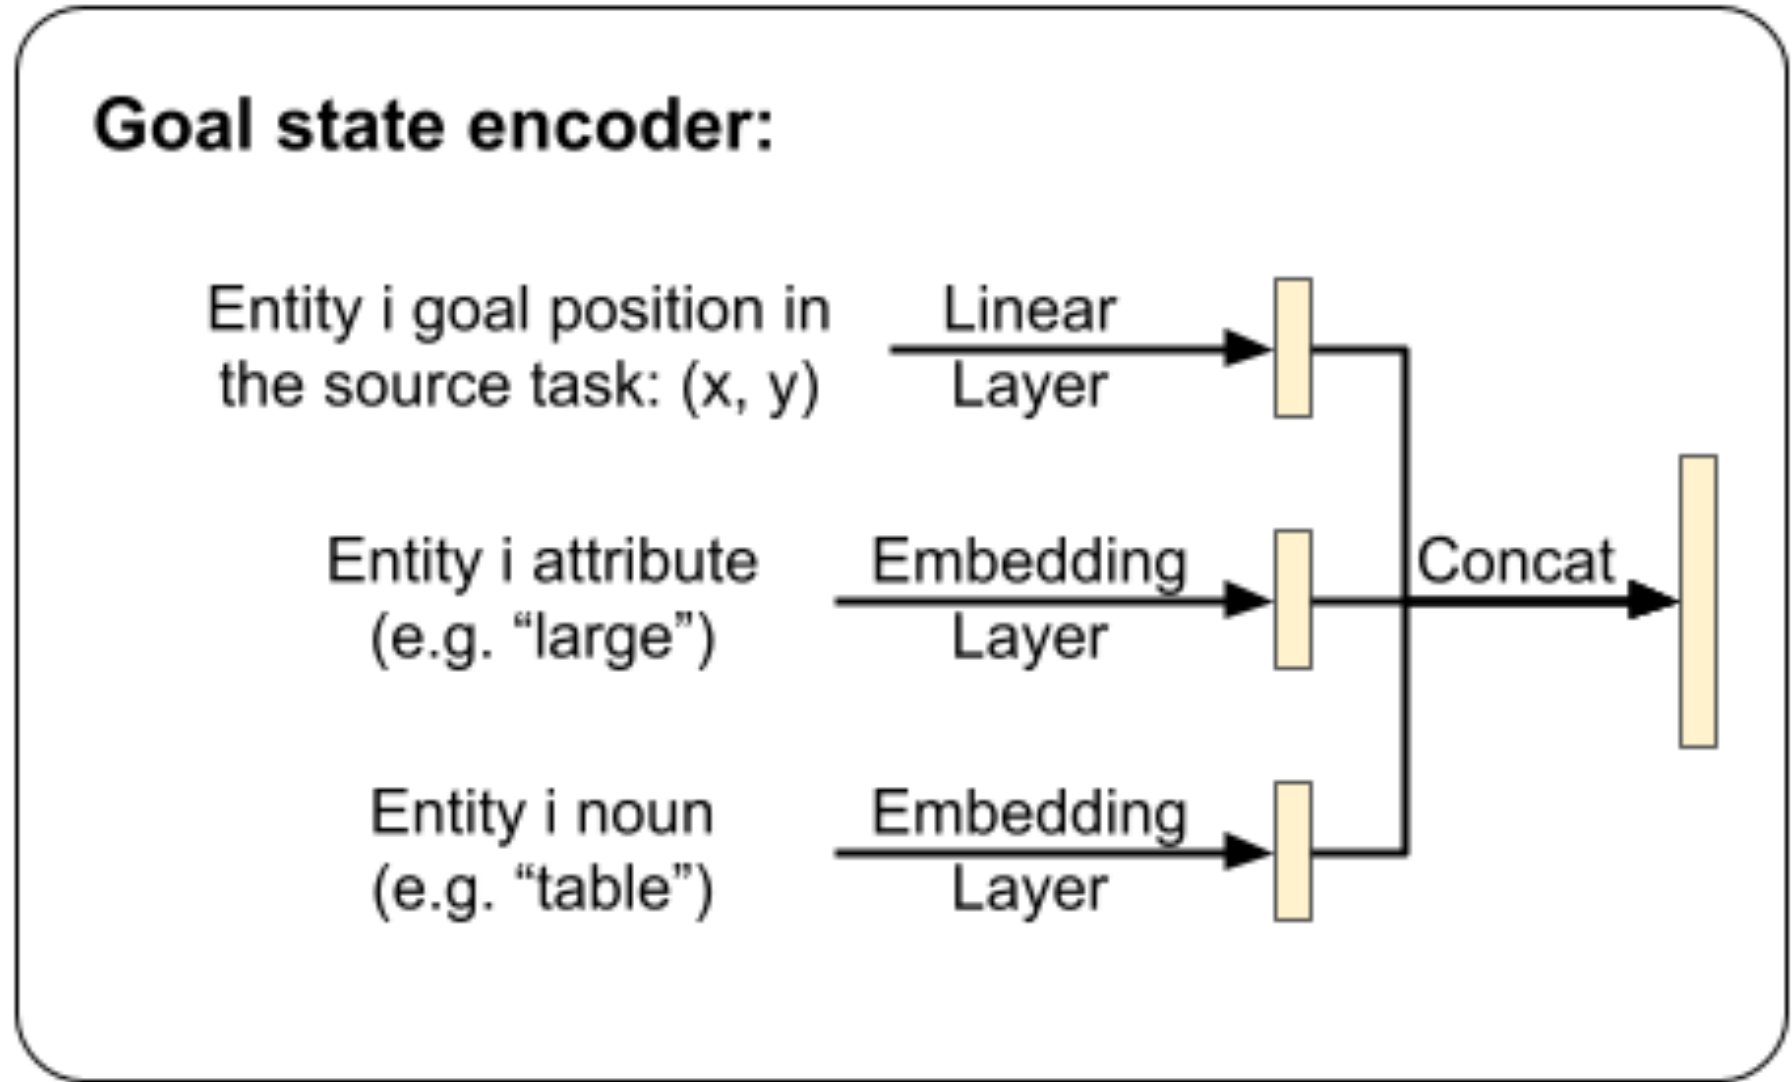 Goal state encoder:
Entity i goal position in
the source task: (x, y)
Linear
Layer
Entity i attribute
(e.g. “large”)
Embedding
Layer
Concat
Entity i noun
(e.g. “table”)
Embedding
Layer